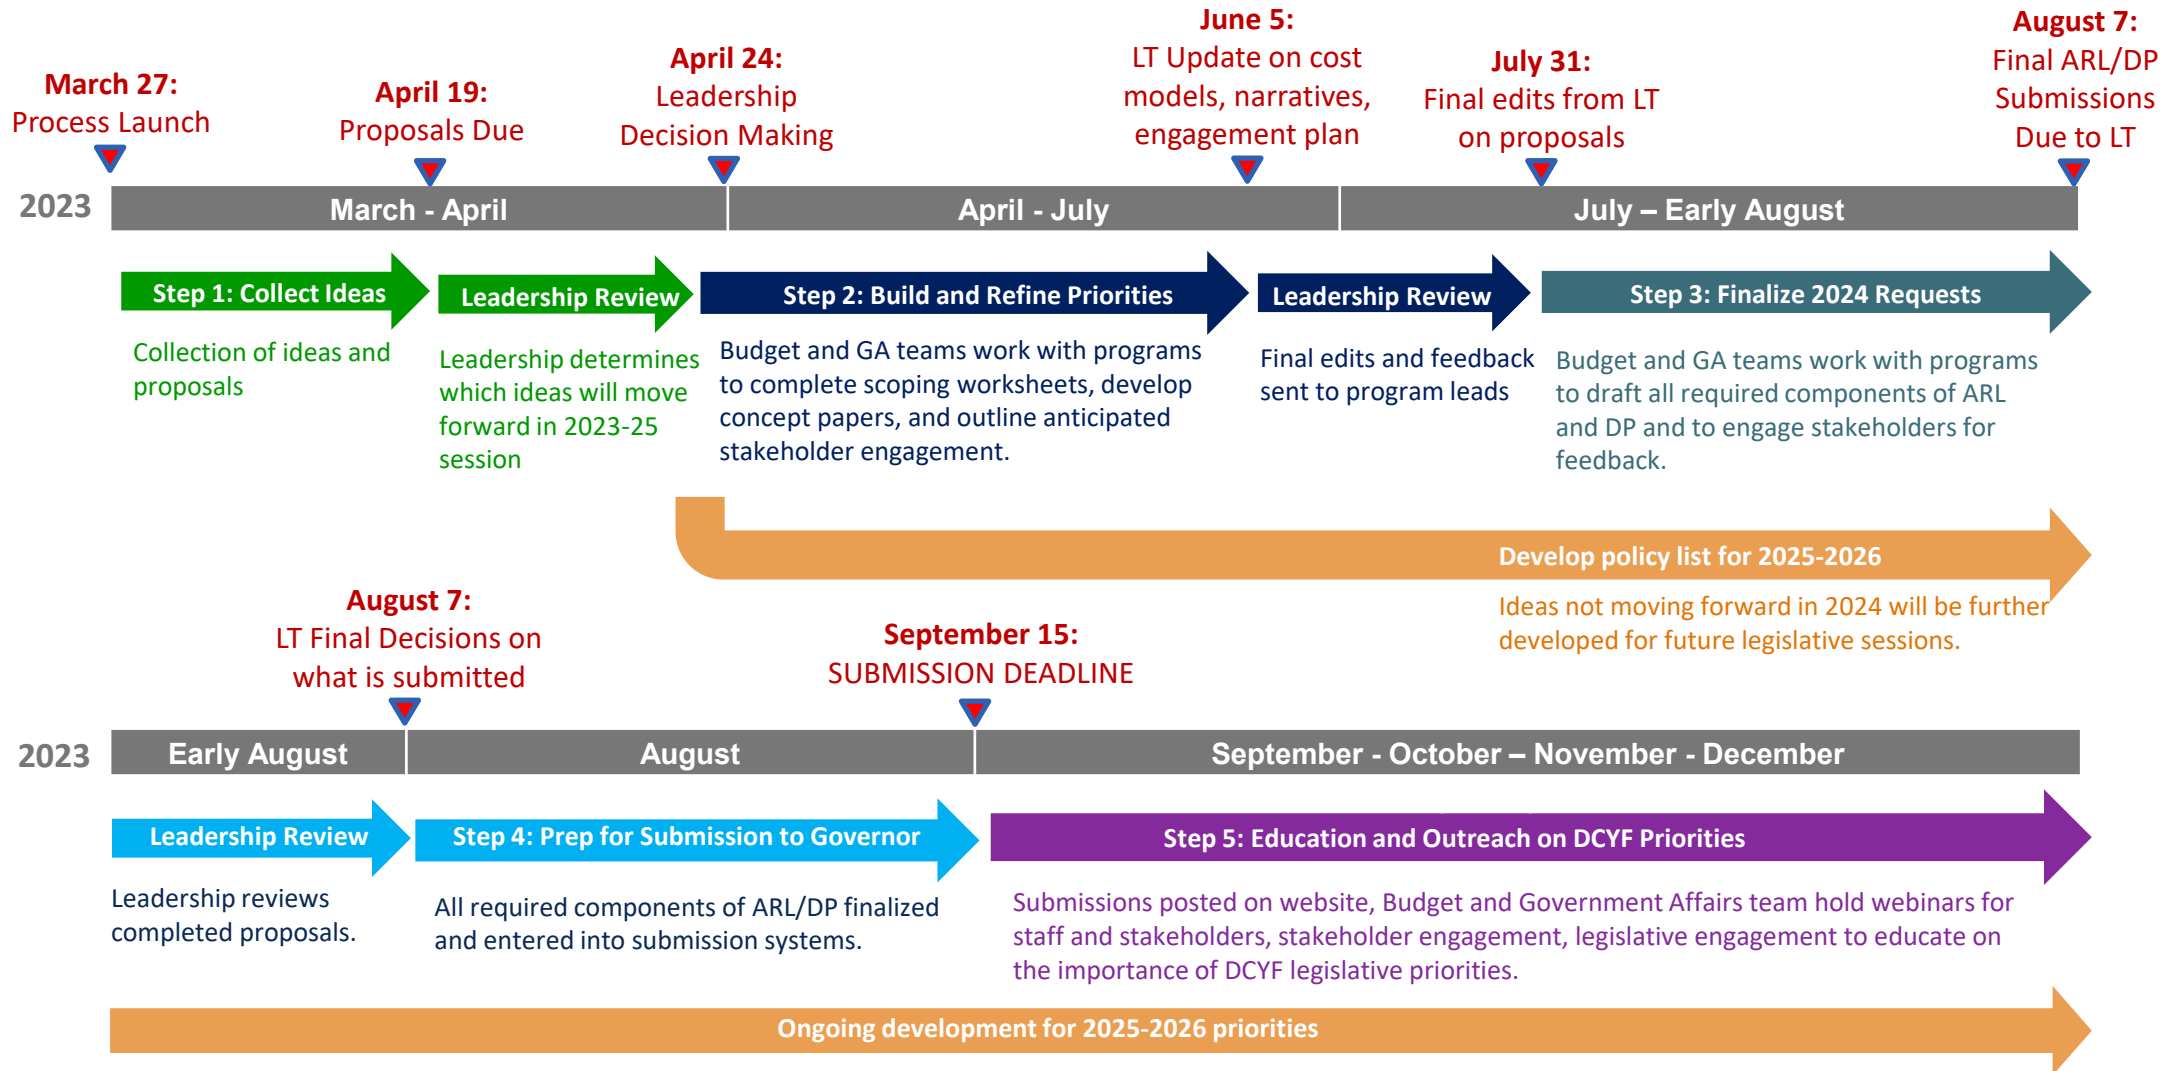 March 27:
Process Launch
April 19:
Proposals Due
April 24:
Leadership
Decision Making
June 5:
LT Update on cost
models, narratives,
engagement plan
July 31:
Final edits from LT
on proposals
August 7:
Final ARL/DP
Submissions
Due to LT
2023
March - April
April - July
July – Early August
Step 1: Collect Ideas
Leadership Review
Step 2: Build and Refine Priorities
Leadership Review
Step 3: Finalize 2024 Requests
Collection of ideas and
proposals
Leadership determines
which ideas will move
forward in 2023-25
session
Budget and GA teams work with programs
to complete scoping worksheets, develop
concept papers, and outline anticipated
stakeholder engagement.
Final edits and feedback
sent to program leads
Budget and GA teams work with programs
to draft all required components of ARL
and DP and to engage stakeholders for
feedback.
Develop policy list for 2025-2026
Ideas not moving forward in 2024 will be further
developed for future legislative sessions.
August 7:
LT Final Decisions on
what is submitted
September 15:
SUBMISSION DEADLINE
2023
Early August
August
September - October – November - December
Leadership Review
Step 4: Prep for Submission to Governor
Step 5: Education and Outreach on DCYF Priorities
Leadership reviews
completed proposals.
All required components of ARL/DP finalized
and entered into submission systems.
Submissions posted on website, Budget and Government Affairs team hold webinars for
staff and stakeholders, stakeholder engagement, legislative engagement to educate on
the importance of DCYF legislative priorities.
Ongoing development for 2025-2026 priorities